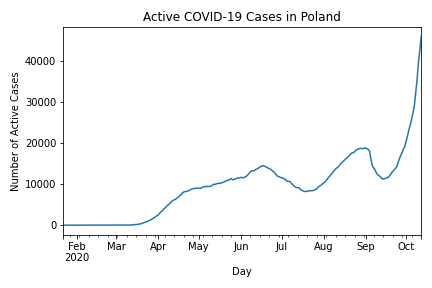 Active COVID-19 Cases in Poland
Number of Active Cases
40000
30000
20000
10000
0
Feb Mar Apr May Jun Jul Aug Sep Oct
2020
Day